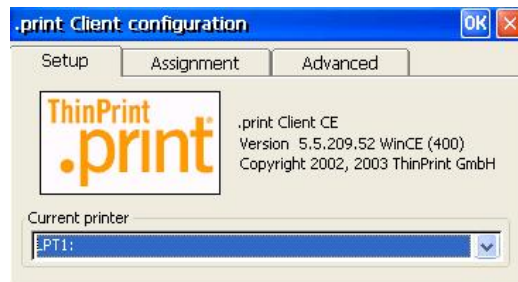 .print Client configuration OK
Setup Assignment Advanced
ThinPrint
.print
.print Client CE
Version 5.5.209.52 WinCE (400)
Copyright 2002, 2003 ThinPrint GmbH
Current printer
LPT1: